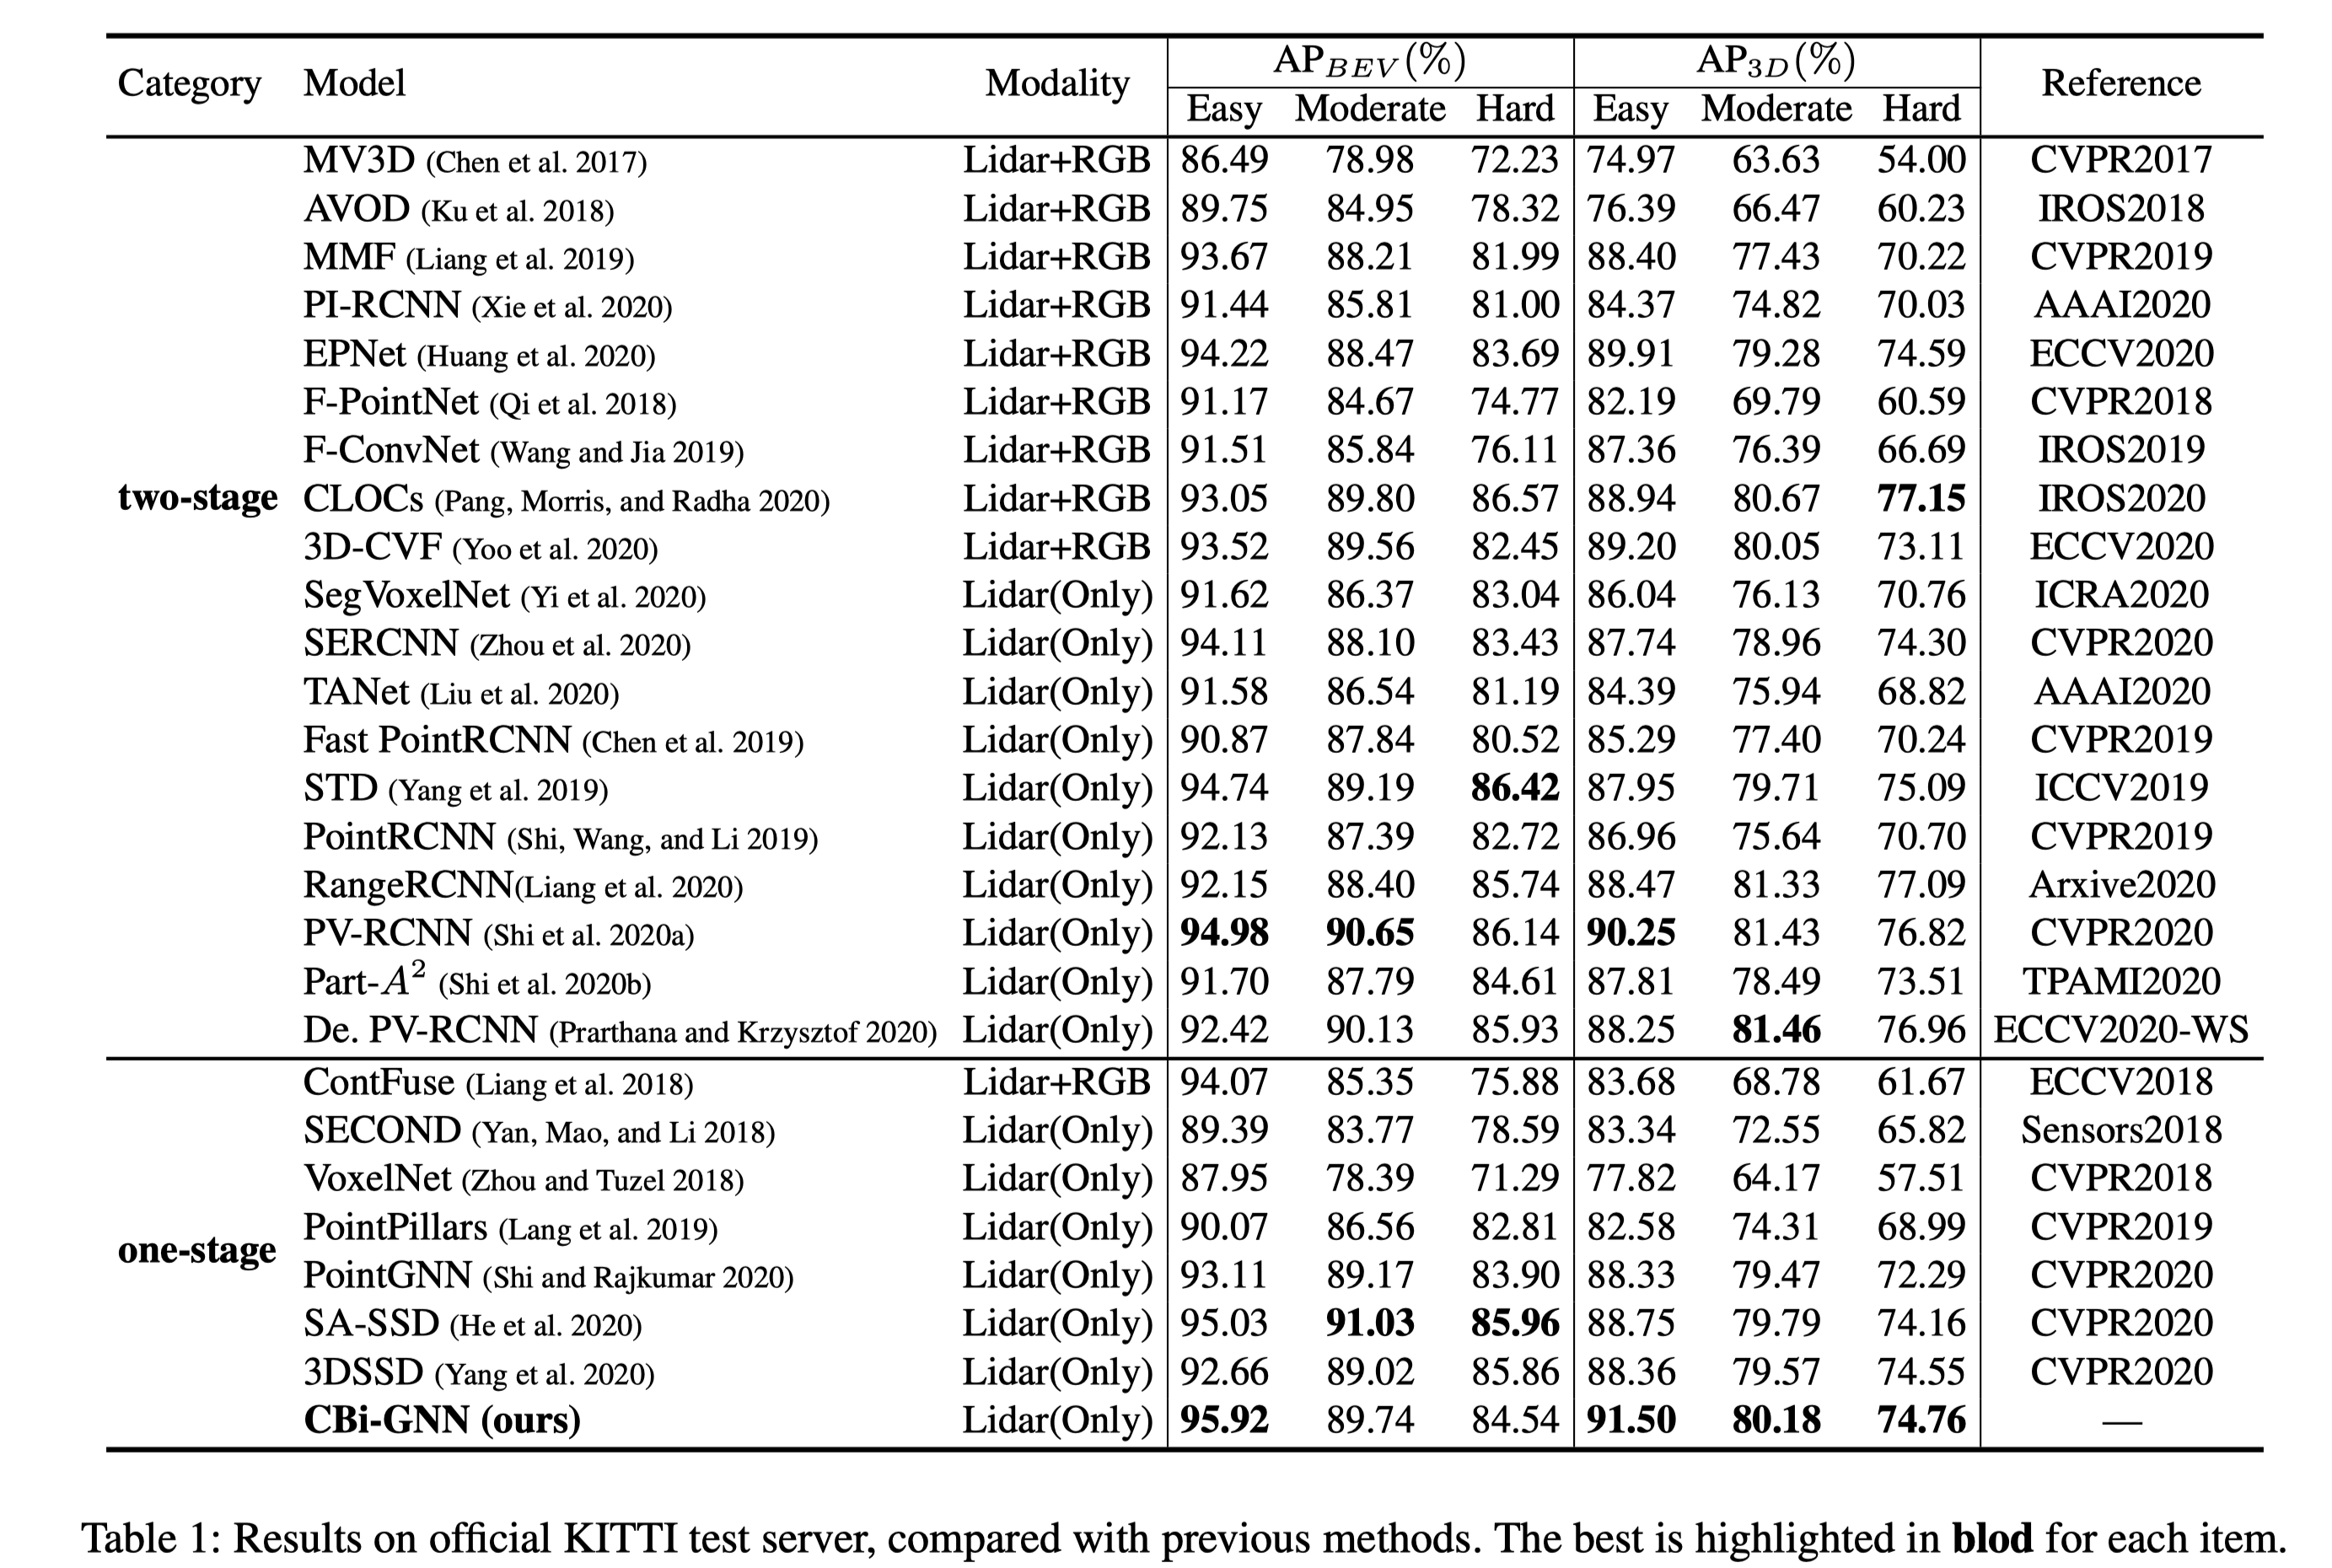 Category Model Modality AP_BEV(%) AP_3D(%) Reference
Easy Moderate Hard Easy Moderate Hard
MV3D (Chen et al. 2017) Lidar+RGB 86.49 78.98 72.23 74.97 63.63 54.00 CVPR2017
AVOD (Ku et al. 2018) Lidar+RGB 89.75 84.95 78.32 76.39 66.47 60.23 IROS2018
MMF (Liang et al. 2019) Lidar+RGB 93.67 88.21 81.99 88.40 77.43 70.22 CVPR2019
PI-RCNN (Xie et al. 2020) Lidar+RGB 91.44 85.81 81.00 84.37 74.82 70.03 AAAI2020
EPNet (Huang et al. 2020) Lidar+RGB 94.22 88.47 83.69 89.91 79.28 74.59 ECCV2020
F-PointNet (Qi et al. 2018) Lidar+RGB 91.17 84.67 74.77 82.19 69.79 60.59 CVPR2018
F-ConvNet (Wang and Jia 2019) Lidar+RGB 91.51 85.84 76.11 87.36 76.39 66.69 IROS2019
two-stage CLOCs (Pang, Morris, and Radha 2020) Lidar+RGB 93.05 89.80 86.57 88.94 80.67 77.15 IROS2020
3D-CVF (Yoo et al. 2020) Lidar+RGB 93.52 89.56 82.45 89.20 80.05 73.11 ECCV2020
SegVoxelNet (Yi et al. 2020) Lidar(Only) 91.62 86.37 83.04 86.04 76.13 70.76 ICRA2020
SERCNN (Zhou et al. 2020) Lidar(Only) 94.11 88.10 83.43 87.74 78.96 74.30 CVPR2020
TANet (Liu et al. 2020) Lidar(Only) 91.58 86.54 81.19 84.39 75.94 68.82 AAAI2020
Fast PointRCNN (Chen et al. 2019) Lidar(Only) 90.87 87.84 80.52 85.29 77.40 70.24 CVPR2019
STD (Yang et al. 2019) Lidar(Only) 94.74 89.19 86.42 87.95 79.71 75.09 ICCV2019
PointRCNN (Shi, Wang, and Li 2019) Lidar(Only) 92.13 87.39 82.72 86.96 75.64 70.70 CVPR2019
RangeRCNN(Liang et al. 2020) Lidar(Only) 92.15 88.40 85.74 88.47 81.33 77.09 Arxive2020
PV-RCNN (Shi et al. 2020a) Lidar(Only) 94.98 90.65 86.14 90.25 81.43 76.82 CVPR2020
Part-A² (Shi et al. 2020b) Lidar(Only) 91.70 87.79 84.61 87.81 78.49 73.51 TPAMI2020
De. PV-RCNN (Prarthana and Krzysztof 2020) Lidar(Only) 92.42 90.13 85.93 88.25 81.46 76.96 ECCV2020-WS
ContFuse (Liang et al. 2018) Lidar+RGB 94.07 85.35 75.88 83.68 68.78 61.67 ECCV2018
SECOND (Yan, Mao, and Li 2018) Lidar(Only) 89.39 83.77 78.59 83.34 72.55 65.82 Sensors2018
VoxelNet (Zhou and Tuzel 2018) Lidar(Only) 87.95 78.39 71.29 77.82 64.17 57.51 CVPR2018
PointPillars (Lang et al. 2019) Lidar(Only) 90.07 86.56 82.81 82.58 74.31 68.99 CVPR2019
one-stage PointGNN (Shi and Rajkumar 2020) Lidar(Only) 93.11 89.17 83.90 88.33 79.47 72.29 CVPR2020
SA-SSD (He et al. 2020) Lidar(Only) 95.03 91.03 85.96 88.75 79.79 74.16 CVPR2020
3DSSD (Yang et al. 2020) Lidar(Only) 92.66 89.02 85.86 88.36 79.57 74.55 CVPR2020
CBi-GNN (ours) Lidar(Only) 95.92 89.74 84.54 91.50 80.18 74.76 —
Table 1: Results on official KITTI test server, compared with previous methods. The best is highlighted in blod for each item.